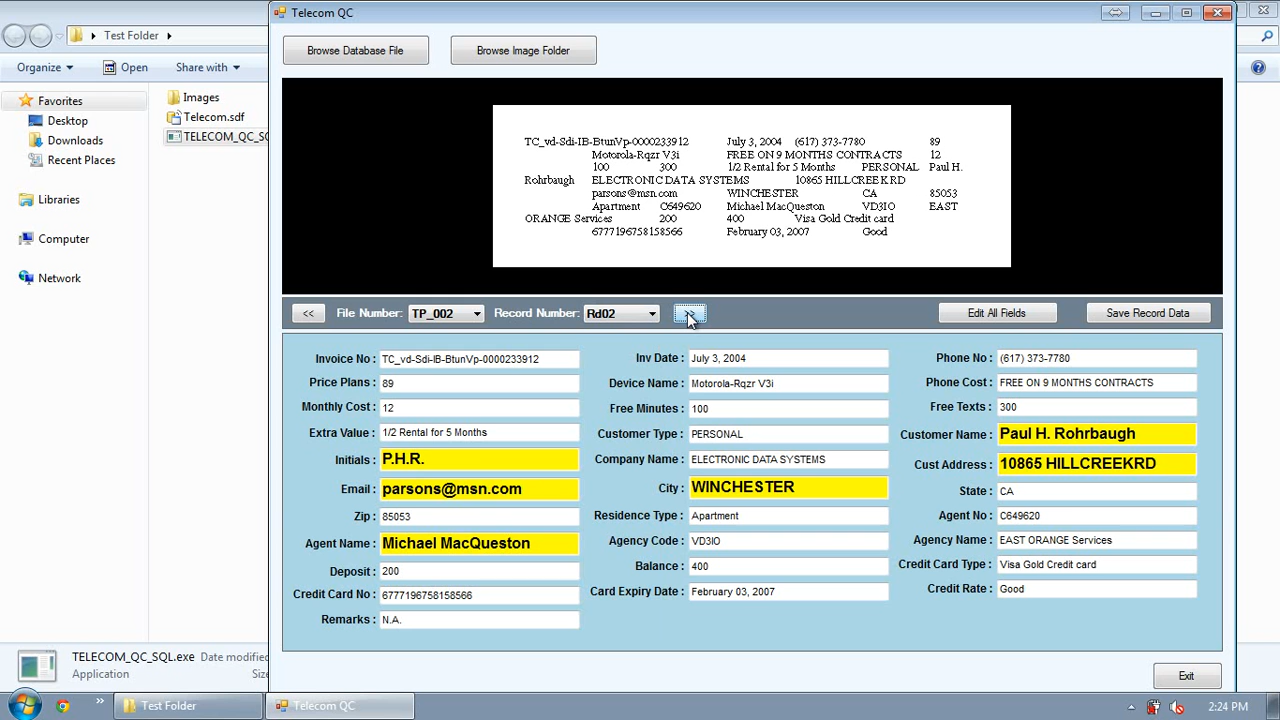 Telecom QC
Test Folder
Browse Database File
Browse Image Folder
Organize
Open
Share with
Favorites
Desktop
Downloads
Recent Places
Libraries
Computer
Network
Images
Telecom.sdf
TELECOM_QC_SQ
TC_vd-Sdi-IB-BtunVp-0000233912 July 3, 2004 (617) 373-7780 89
Motorola-Rqzr V3i FREE ON 9 MONTHS CONTRACTS 12
100 300 1/2 Rental for 5 Months PERSONAL Paul H.
Rohrbaugh ELECTRONIC DATA SYSTEMS 10865 HILLCREEKRD
parsons@msn.com WINCHESTER CA 85053
Apartment C649620 Michael MacQueston VD3IO EAST
ORANGE Services 200 400 Visa Gold Credit card
6777196758158566 February 03, 2007 Good
<< File Number: TP_002 Record Number: Rd02 >> Edit All Fields Save Record Data
Invoice No : TC_vd-Sdi-IB-BtunVp-0000233912 Inv Date : July 3, 2004 Phone No : (617) 373-7780
Price Plans : 89 Device Name : Motorola-Rqzr V3i Phone Cost : FREE ON 9 MONTHS CONTRACTS
Monthly Cost : 12 Free Minutes : 100 Free Texts : 300
Extra Value : 1/2 Rental for 5 Months Customer Type : PERSONAL Customer Name : Paul H. Rohrbaugh
Initials : P.H.R. Company Name : ELECTRONIC DATA SYSTEMS Cust Address : 10865 HILLCREEKRD
Email : parsons@msn.com City : WINCHESTER State : CA
Zip : 85053 Residence Type : Apartment Agent No : C649620
Agent Name : Michael MacQueston Agency Code : VD3IO Agency Name : EAST ORANGE Services
Deposit : 200 Balance : 400 Credit Card Type : Visa Gold Credit card
Credit Card No : 6777196758158566 Card Expiry Date : February 03, 2007 Credit Rate : Good
Remarks : N.A.
TELECOM_QC_SQL.exe Date modified
Application Size
Exit
Test Folder
Telecom QC
2:24 PM